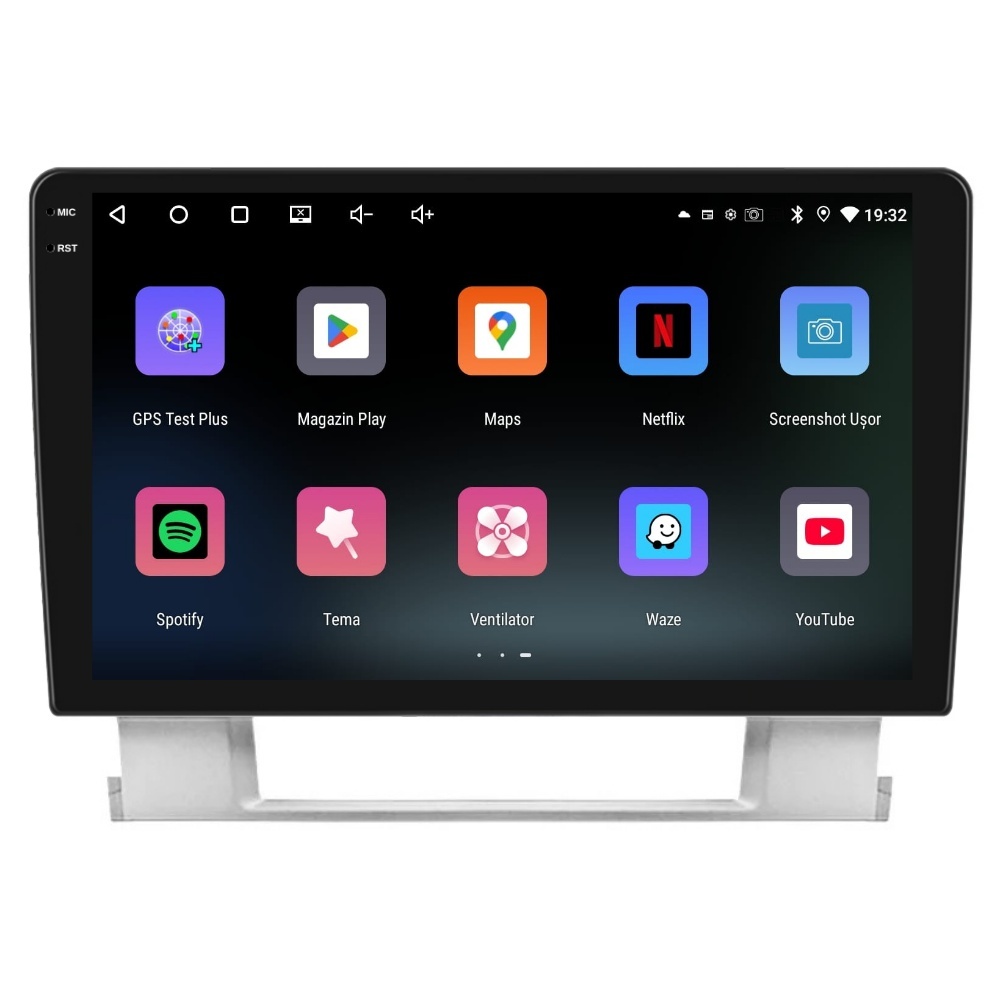 MIC
RST
19:32
GPS Test Plus
Magazin Play
Maps
Netflix
Screenshot Ușor
Spotify
Tema
Ventilator
Waze
YouTube